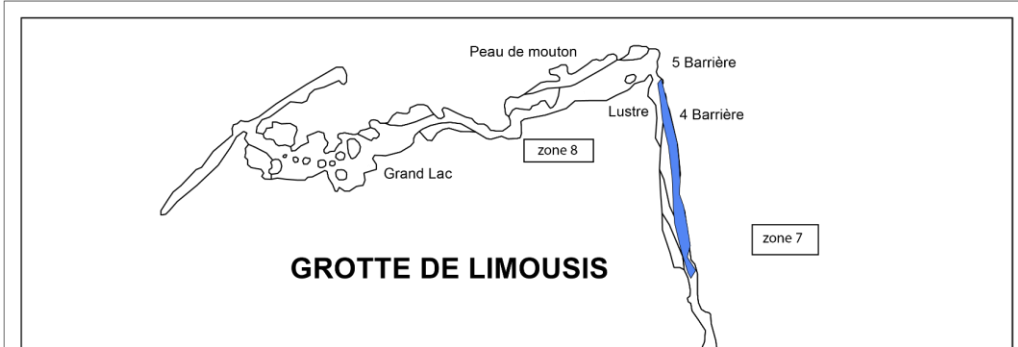 Peau de mouton
5 Barrière
Lustre
4 Barrière
zone 8
Grand Lac
zone 7
GROTTE DE LIMOUSIS